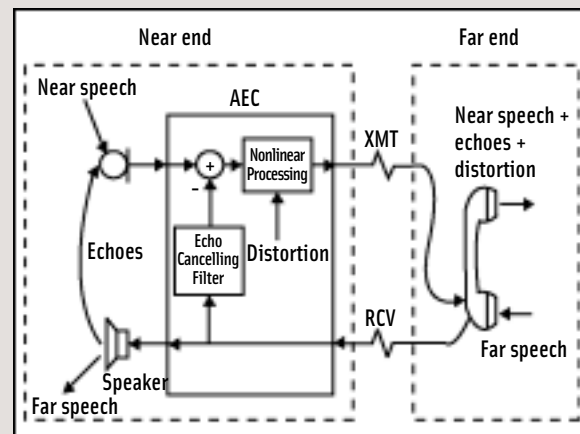 Near end
Far end
Near speech
AEC
XMT
Near speech +
echoes +
distortion
+
-
Nonlinear
Processing
Echoes
Echo
Cancelling
Filter
Distortion
RCV
Speaker
Far speech
Far speech